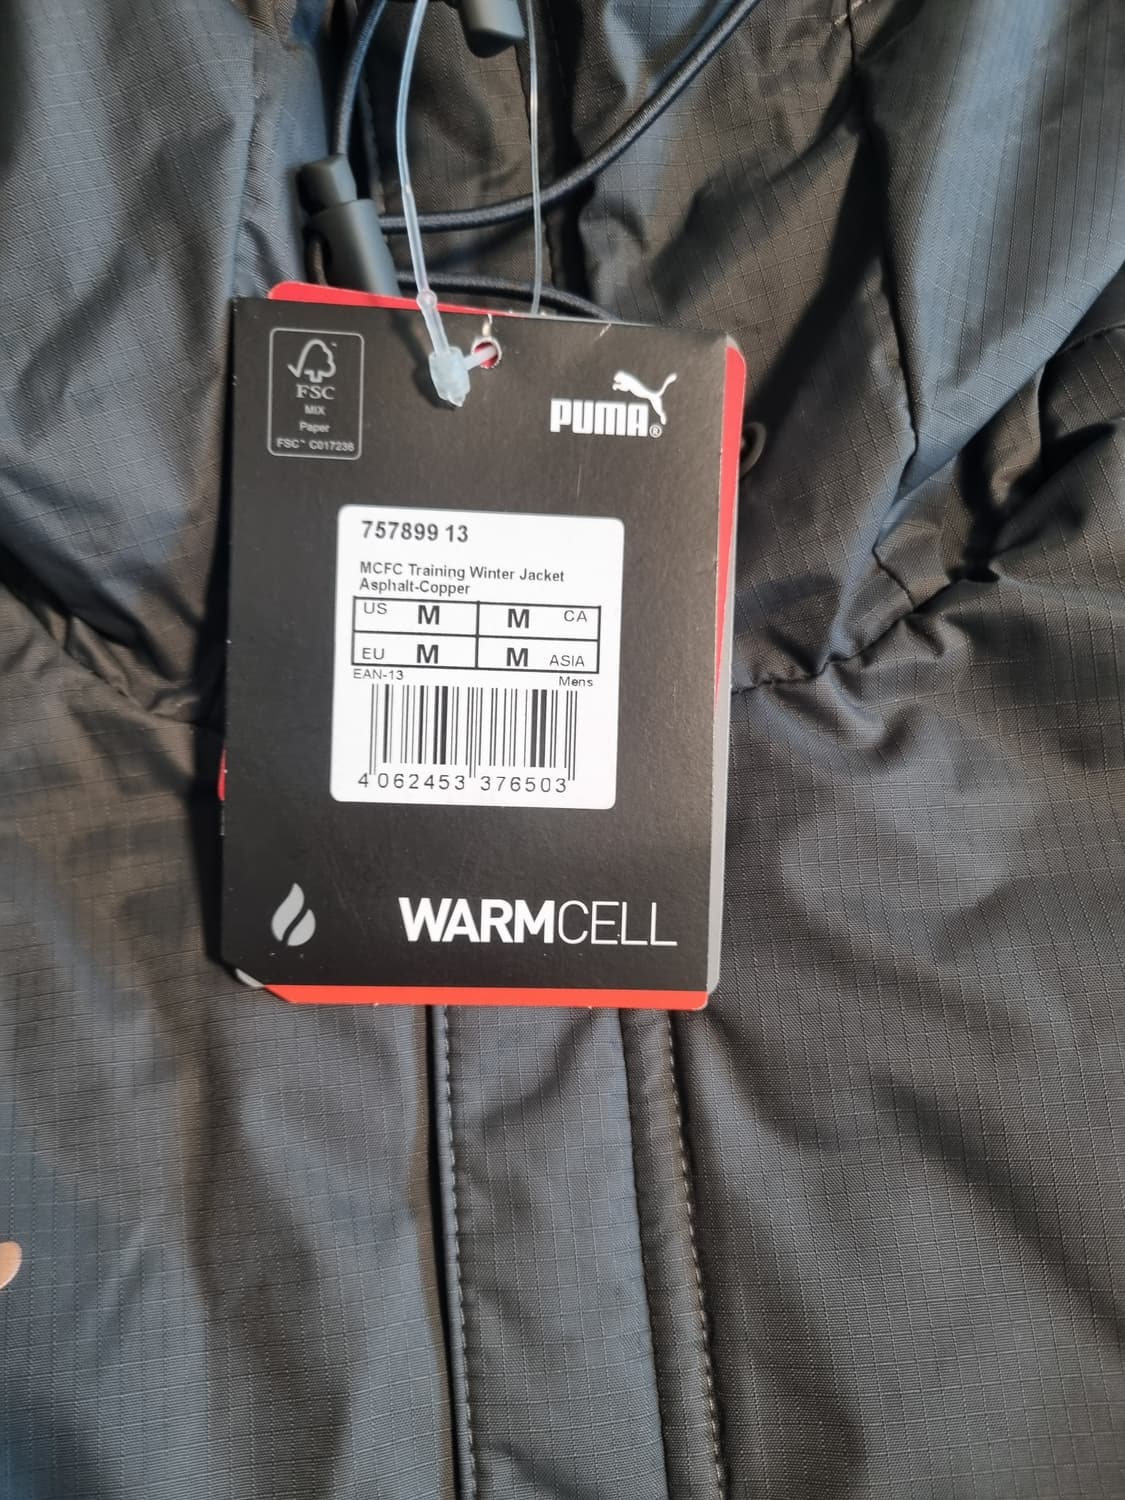 FSC
MIX
Paper
FSC™ C017236
PUMA®
757899 13
MCFC Training Winter Jacket
Asphalt-Copper
US M M CA
EU M M ASIA
EAN-13 Mens
4 062453 376503
WARMCELL